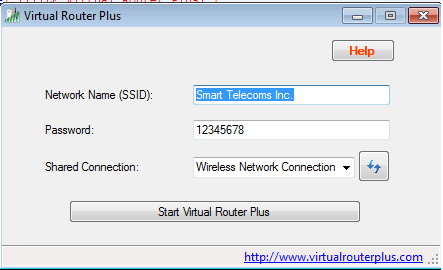 Virtual Router Plus
Help
Network Name (SSID): Smart Telecoms Inc.
Password: 12345678
Shared Connection: Wireless Network Connection
Start Virtual Router Plus
http://www.virtualrouterplus.com